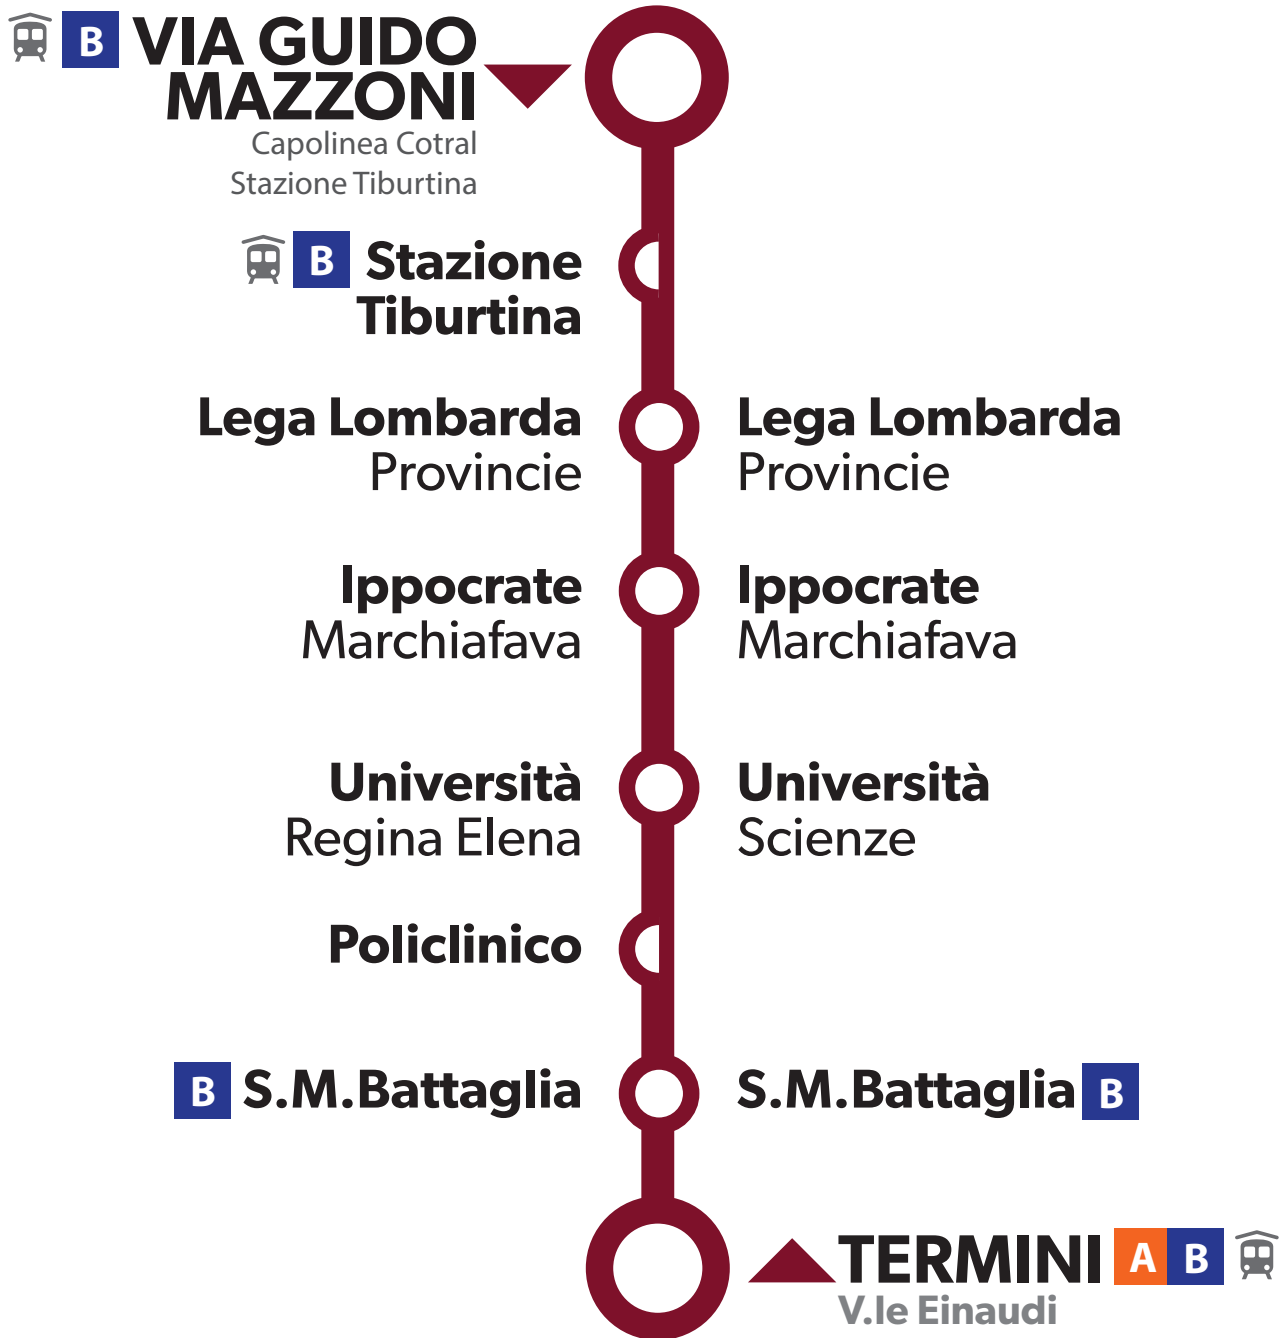 B VIA GUIDO
MAZZONI
Capolinea Cotral
Stazione Tiburtina
B Stazione
Tiburtina
Lega Lombarda
Provincie
Lega Lombarda
Provincie
Ippocrate
Marchiafava
Ippocrate
Marchiafava
Università
Regina Elena
Università
Scienze
Policlinico
B S.M.Battaglia
S.M.Battaglia B
TERMINI A B
V.le Einaudi